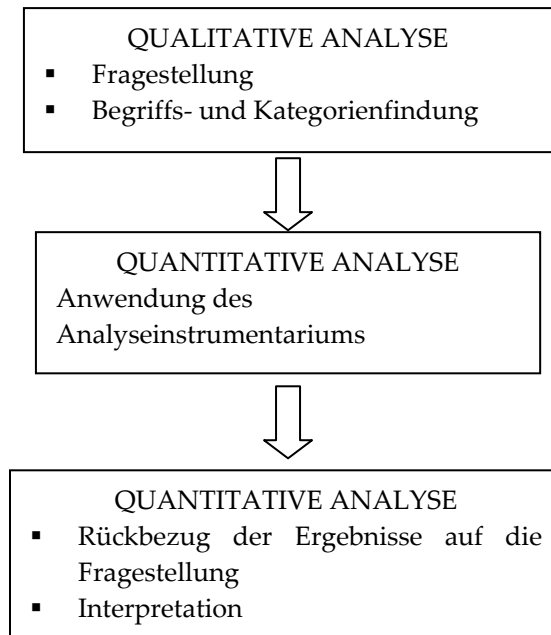 QUALITATIVE ANALYSE
▪ Fragestellung
▪ Begriffs- und Kategorienfindung
QUANTITATIVE ANALYSE
Anwendung des
Analyseinstrumentariums
QUANTITATIVE ANALYSE
▪ Rückbezug der Ergebnisse auf die
Fragestellung
▪ Interpretation